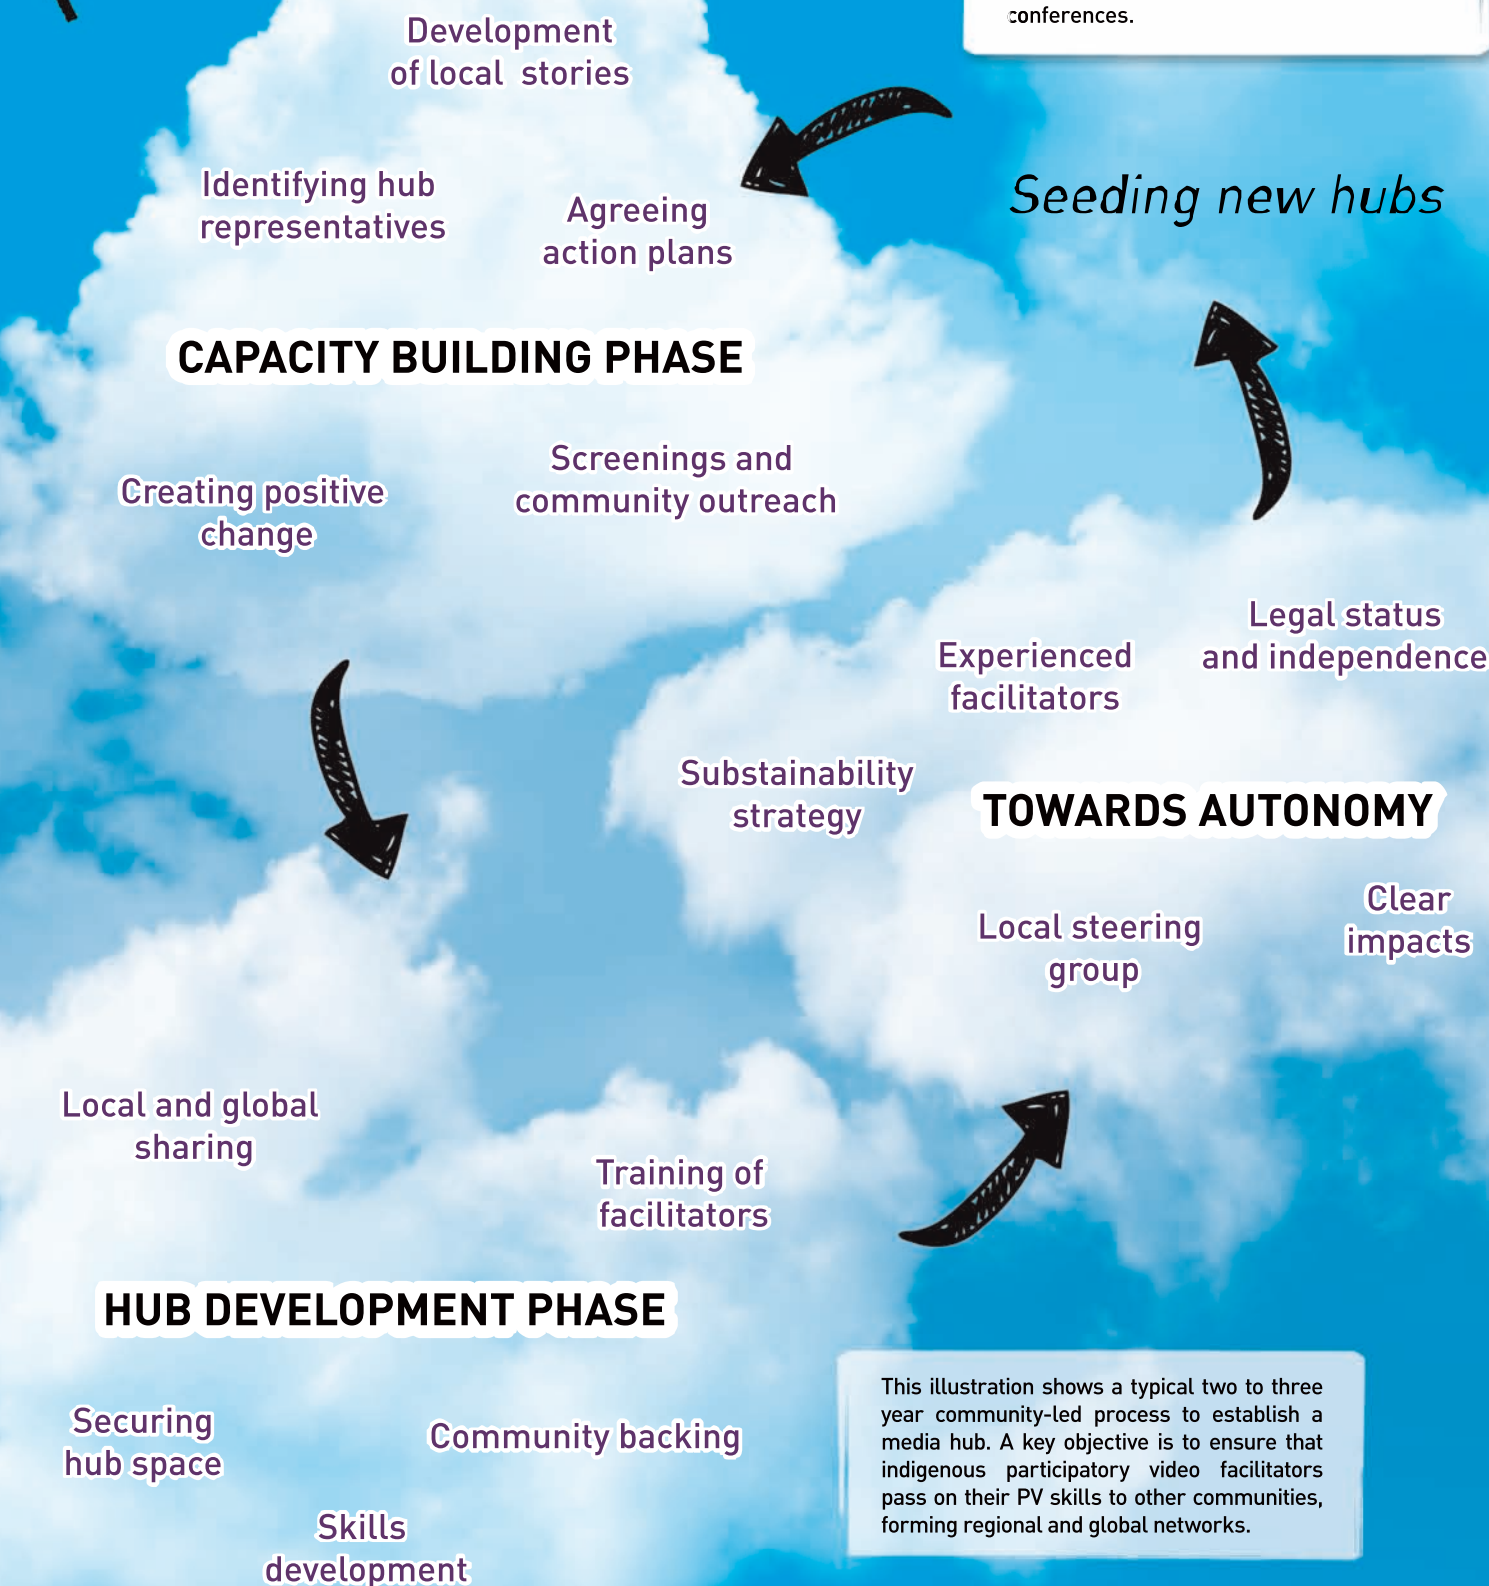 conferences.
Development
of local stories
Identifying hub
representatives
Agreeing
action plans
Seeding new hubs
CAPACITY BUILDING PHASE
Creating positive
change
Screenings and
community outreach
Experienced
facilitators
Legal status
and independence
Substainability
strategy
TOWARDS AUTONOMY
Local steering
group
Clear
impacts
Local and global
sharing
Training of
facilitators
HUB DEVELOPMENT PHASE
Securing
hub space
Community backing
Skills
development
This illustration shows a typical two to three
year community-led process to establish a
media hub. A key objective is to ensure that
indigenous participatory video facilitators
pass on their PV skills to other communities,
forming regional and global networks.